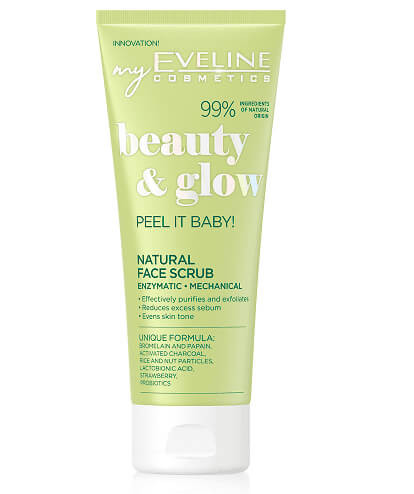 INNOVATION!
my EVELINE
COSMETICS
99% INGREDIENTS
OF NATURAL
ORIGIN
beauty
& glow
PEEL IT BABY!
NATURAL
FACE SCRUB
ENZYMATIC • MECHANICAL
• Effectively purifies and exfoliates
• Reduces excess sebum
• Evens skin tone
UNIQUE FORMULA:
BROMELAIN AND PAPAIN,
ACTIVATED CHARCOAL,
RICE AND NUT PARTICLES,
LACTOBIONIC ACID,
STRAWBERRY,
PROBIOTICS